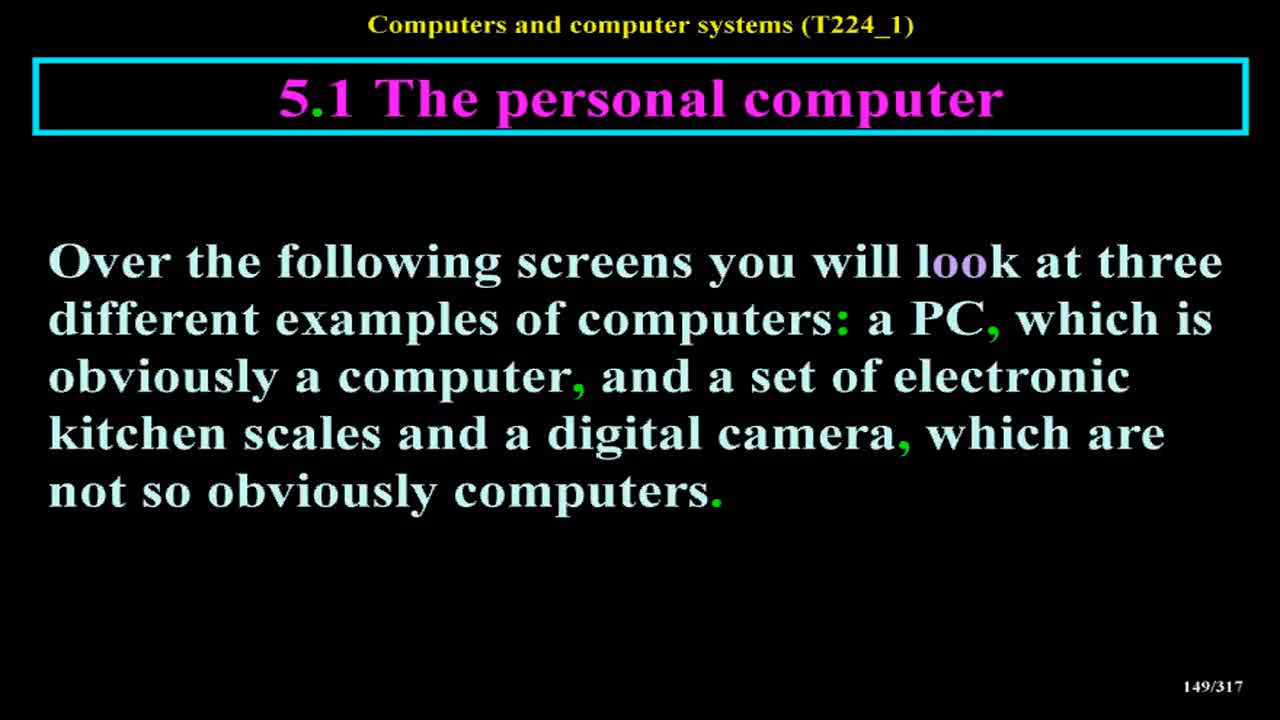 Computers and computer systems (T224_1)
5.1 The personal computer
Over the following screens you will look at three
different examples of computers: a PC, which is
obviously a computer, and a set of electronic
kitchen scales and a digital camera, which are
not so obviously computers.
149/317